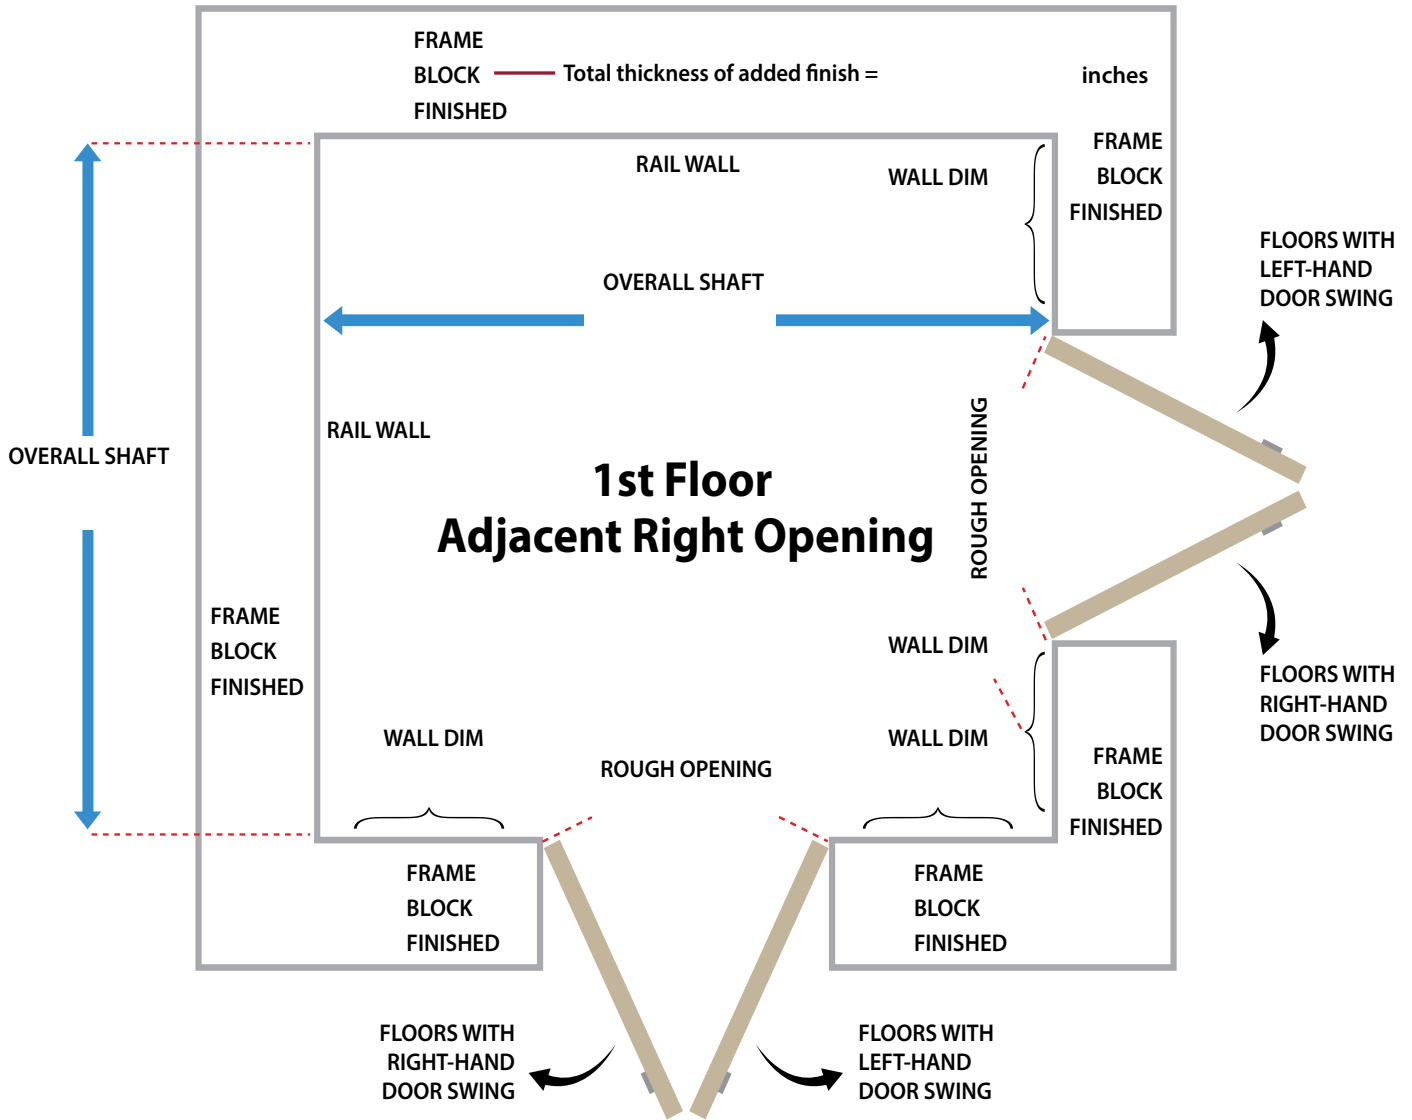 FRAME
BLOCK
FINISHED
Total thickness of added finish =
inches
FRAME
BLOCK
FINISHED
RAIL WALL
WALL DIM
FLOORS WITH
LEFT-HAND
DOOR SWING
OVERALL SHAFT
OVERALL SHAFT
RAIL WALL
ROUGH OPENING
1st Floor
Adjacent Right Opening
FRAME
BLOCK
FINISHED
WALL DIM
FLOORS WITH
RIGHT-HAND
DOOR SWING
WALL DIM
WALL DIM
ROUGH OPENING
FRAME
BLOCK
FINISHED
FRAME
BLOCK
FINISHED
FRAME
BLOCK
FINISHED
FLOORS WITH
RIGHT-HAND
DOOR SWING
FLOORS WITH
LEFT-HAND
DOOR SWING